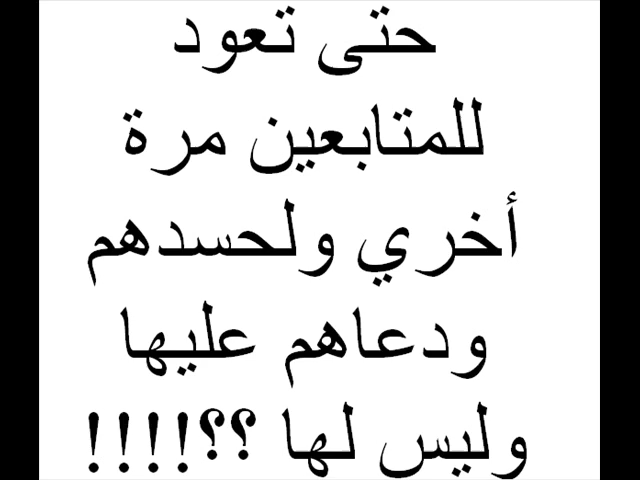 حتى تعود
للمتابعين مرة
أخري ولحسدهم
ودعاهم عليها
وليس لها ؟؟!!!!